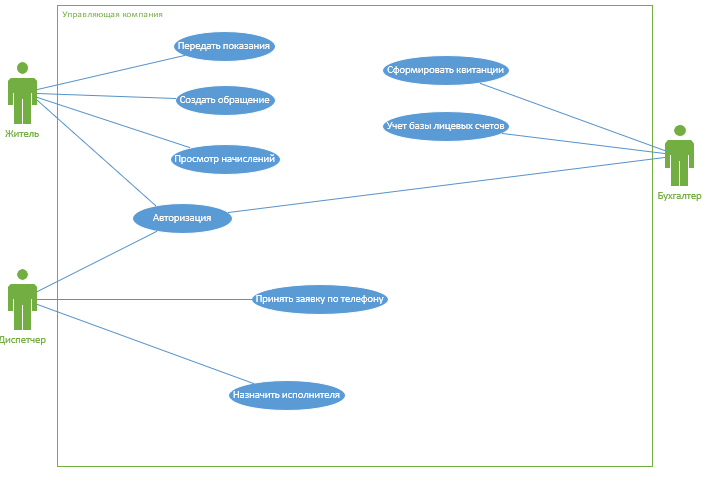 Управляющая компания
Передать показания
Сформировать квитанции
Создать обращение
Житель
Учет базы лицевых счетов
Просмотр начислений
Бухгалтер
Авторизация
Принять заявку по телефону
Диспетчер
Назначить исполнителя